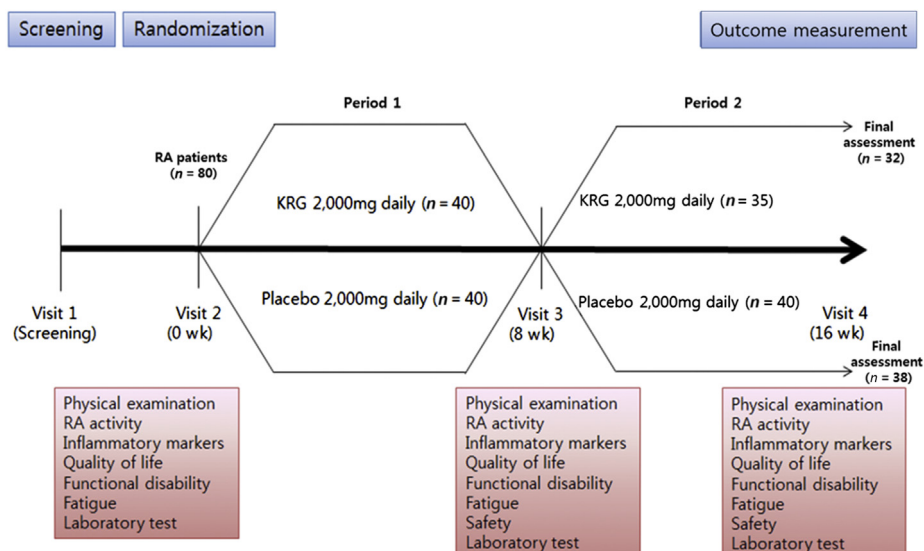 Screening
Randomization
Outcome measurement
Period 1
Period 2
RA patients
(n = 80)
Final
assessment
(n = 32)
KRG 2,000mg daily (n = 40)
KRG 2,000mg daily (n = 35)
Placebo 2,000mg daily (n = 40)
Placebo 2,000mg daily (n = 40)
Visit 1
(Screening)
Visit 2
(0 wk)
Visit 3
(8 wk)
Visit 4
(16 wk)
Final
assessment
(n = 38)
Physical examination
RA activity
Inflammatory markers
Quality of life
Functional disability
Fatigue
Laboratory test
Physical examination
RA activity
Inflammatory markers
Quality of life
Functional disability
Fatigue
Safety
Laboratory test
Physical examination
RA activity
Inflammatory markers
Quality of life
Functional disability
Fatigue
Safety
Laboratory test